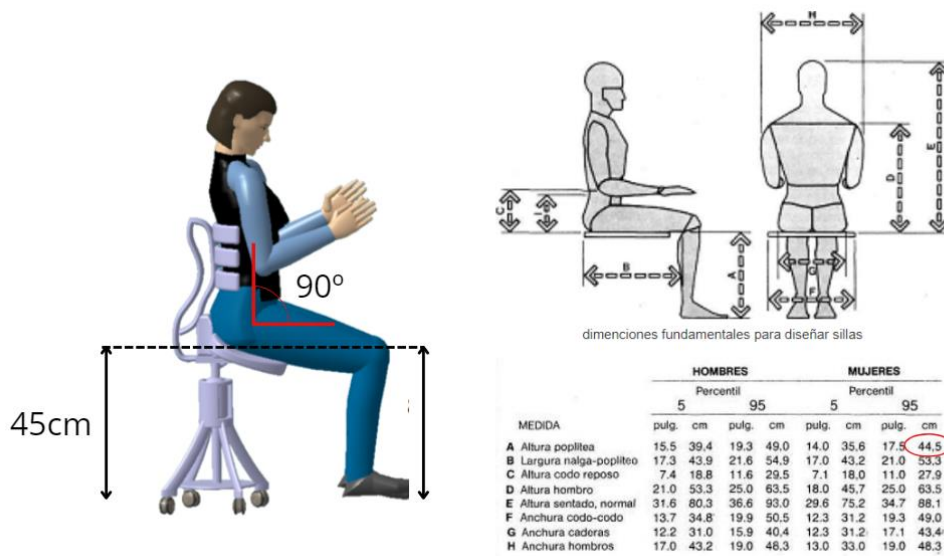 90º
45cm
H
C
I
B
A
E
D
G
F
dimenciones fundamentales para diseñar sillas
HOMBRES MUJERES
Percentil Percentil
5 95 5 95
MEDIDA pulg. cm pulg. cm pulg. cm pulg. cm
A Altura poplítea 15.5 39,4 19.3 49.0 14.0 35,6 17.5 44,5
B Largura nalga-poplíteo 17.3 43.9 21.6 54,9 17.0 43.2 21.0 53,3
C Altura codo reposo 7.4 18.8 11.6 29.5 7.1 18,0 11.0 27,9
D Altura hombro 21.0 53.3 25.0 63.5 18.0 45,7 25.0 63.5
E Altura sentado, normal 31.6 80,3 36.6 93.0 29.6 75.2 34.7 88.1
F Anchura codo-codo 13.7 34.8 19.9 50,5 12.3 31.2 19.3 49.0
G Anchura caderas 12.2 31.0 15.9 40,4 12.3 31.2 17.1 43,4
H Anchura hombros 17.0 43.2 19.0 48,3 13.0 33.0 19.0 48,3